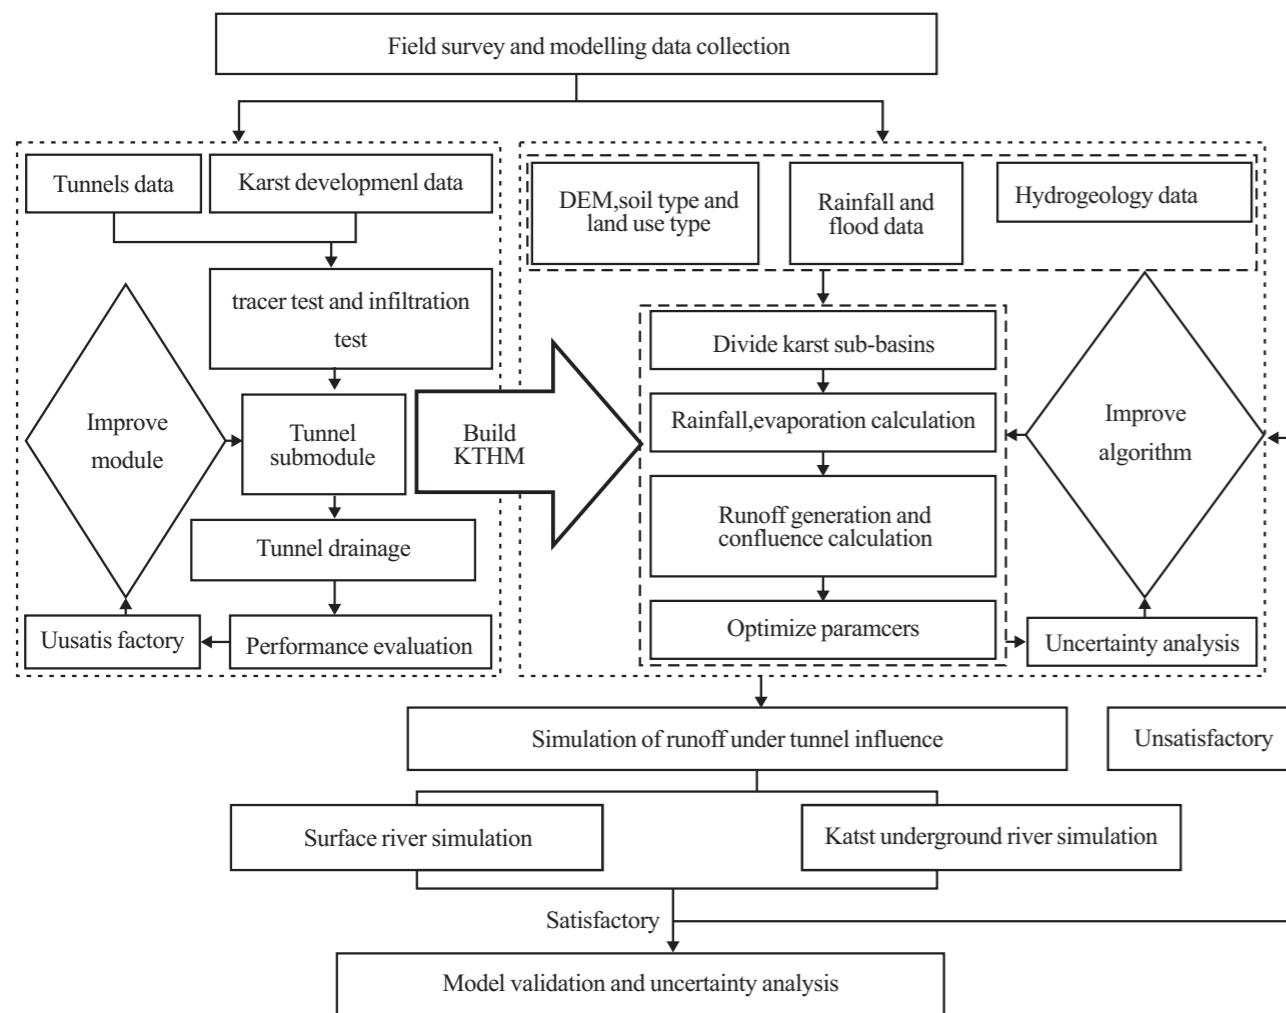 Field survey and modelling data collection
Tunnels data
Karst developmenl data
DEM,soil type and
land use type
Rainfall and
flood data
Hydrogeology data
tracer test and infiltration
test
Improve
module
Tunnel
submodule
Build
KTHM
Divide karst sub-basins
Rainfall,evaporation calculation
Runoff generation and
confluence calculation
Optimize paramcers
Improve
algorithm
Tunnel drainage
Uusatis factory
Performance evaluation
Uncertainty analysis
Simulation of runoff under tunnel influence
Unsatisfactory
Surface river simulation
Katst underground river simulation
Satisfactory
Model validation and uncertainty analysis